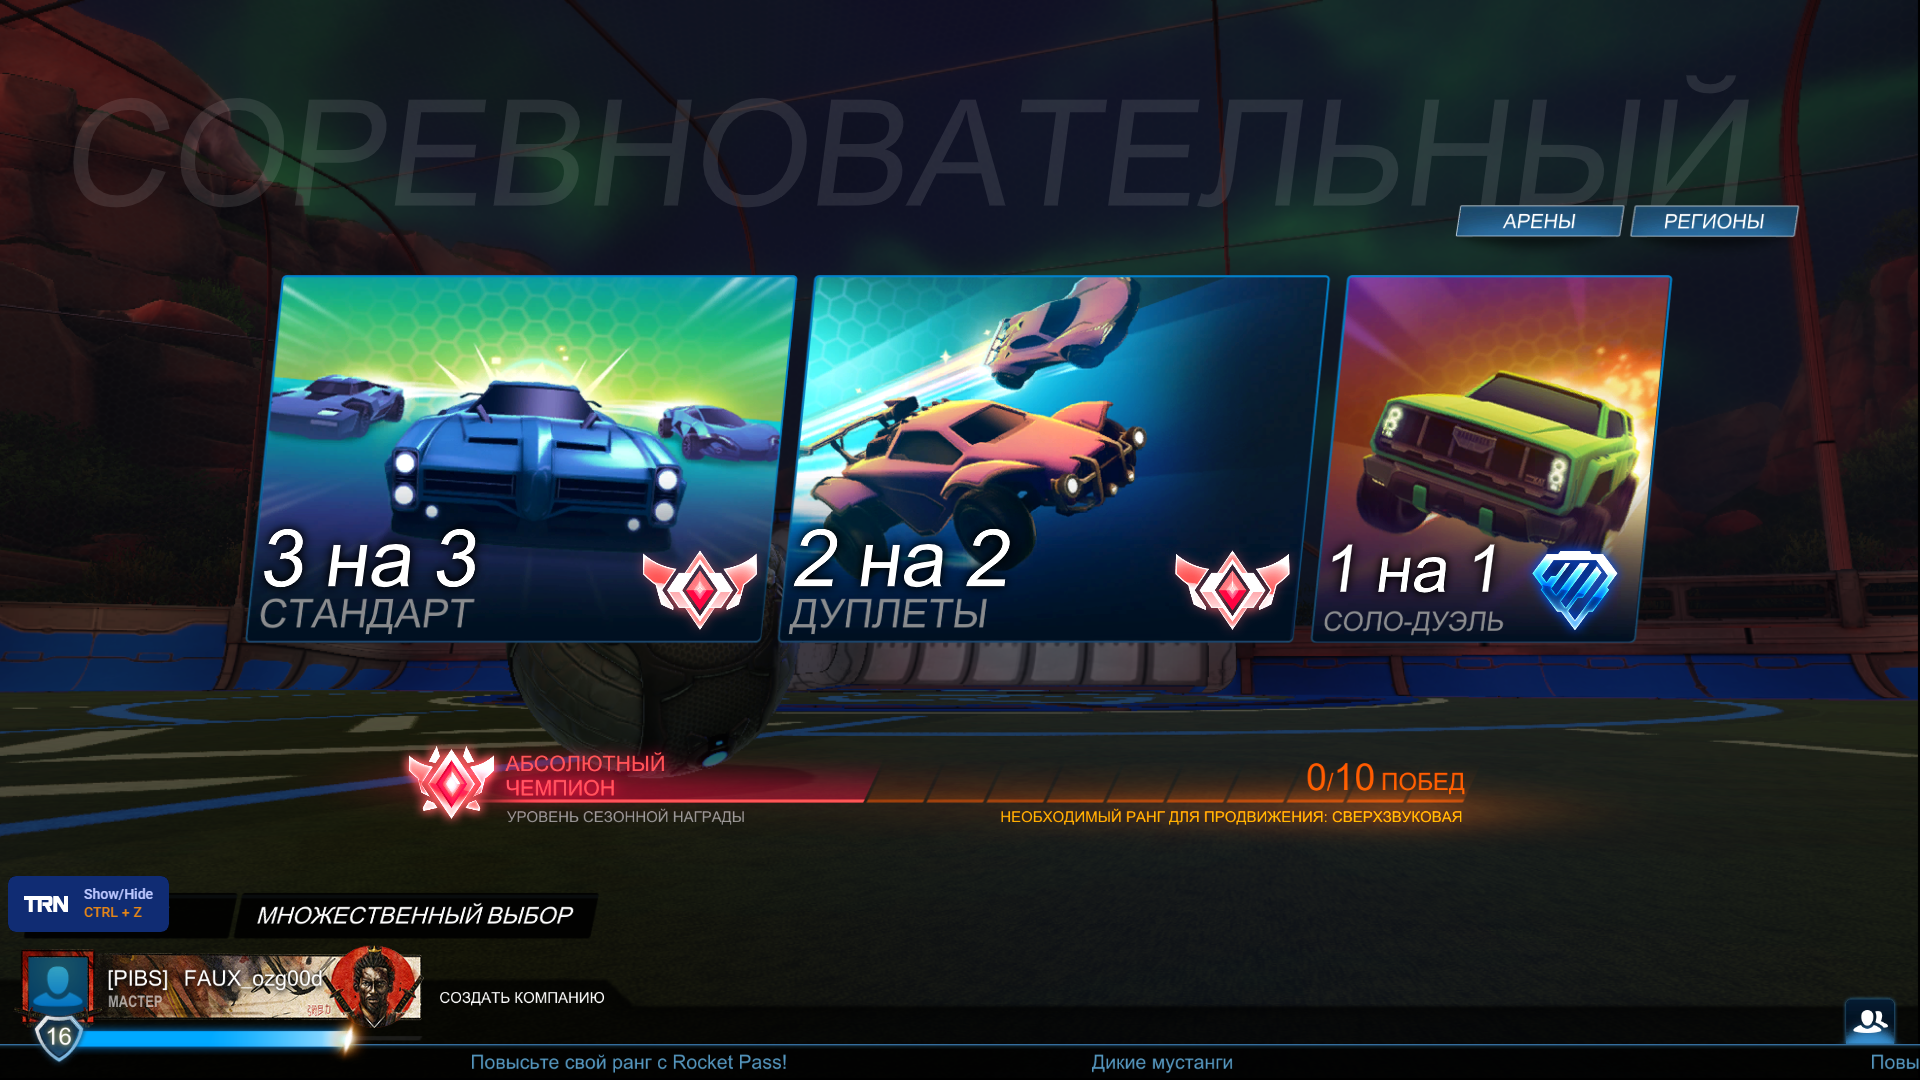 СОРЕВНОВАТЕЛЬНЫЙ
АРЕНЫ
РЕГИОНЫ
3 на 3
СТАНДАРТ
2 на 2
ДУПЛЕТЫ
1 на 1
СОЛО-ДУЭЛЬ
АБСОЛЮТНЫЙ
ЧЕМПИОН
УРОВЕНЬ СЕЗОННОЙ НАГРАДЫ
0/10 ПОБЕД
НЕОБХОДИМЫЙ РАНГ ДЛЯ ПРОДВИЖЕНИЯ: СВЕРХЗВУКОВАЯ
TRN
Show/Hide
CTRL + Z
МНОЖЕСТВЕННЫЙ ВЫБОР
[PIBS] FAUX_ozg00d
МАСТЕР
16
СОЗДАТЬ КОМПАНИЮ
Повысьте свой ранг с Rocket Pass!
Дикие мустанги
Повы